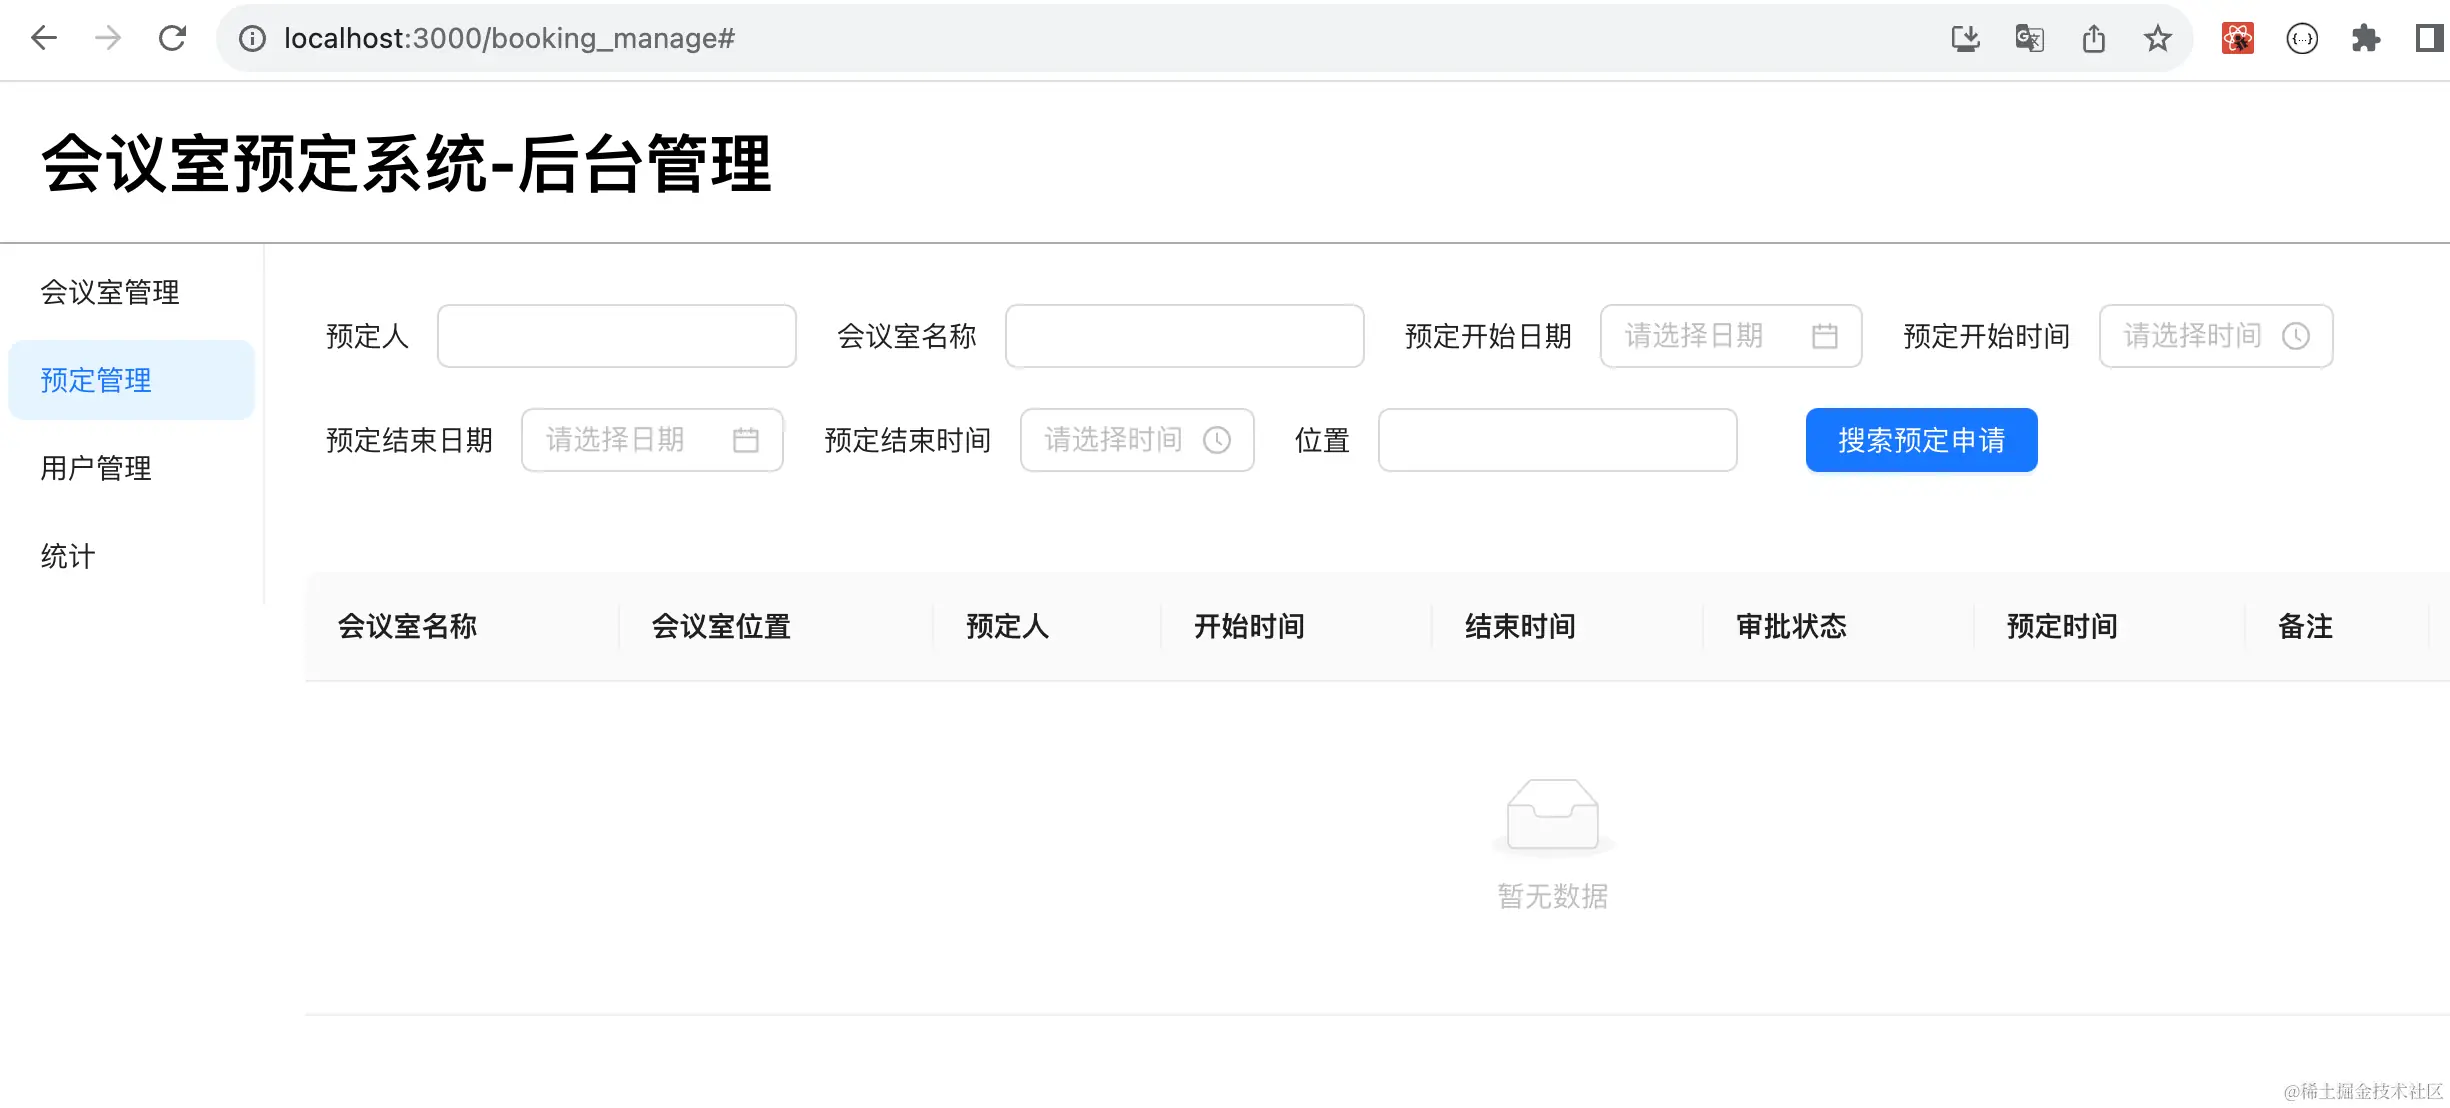 localhost:3000/booking_manage#
会议室预定系统-后台管理
会议室管理
预定管理
用户管理
统计
预定人 会议室名称 预定开始日期 请选择日期 预定开始时间 请选择时间
预定结束日期 请选择日期 预定结束时间 请选择时间 位置 搜索预定申请
会议室名称 会议室位置 预定人 开始时间 结束时间 审批状态 预定时间 备注
暂无数据
@稀土掘金技术社区